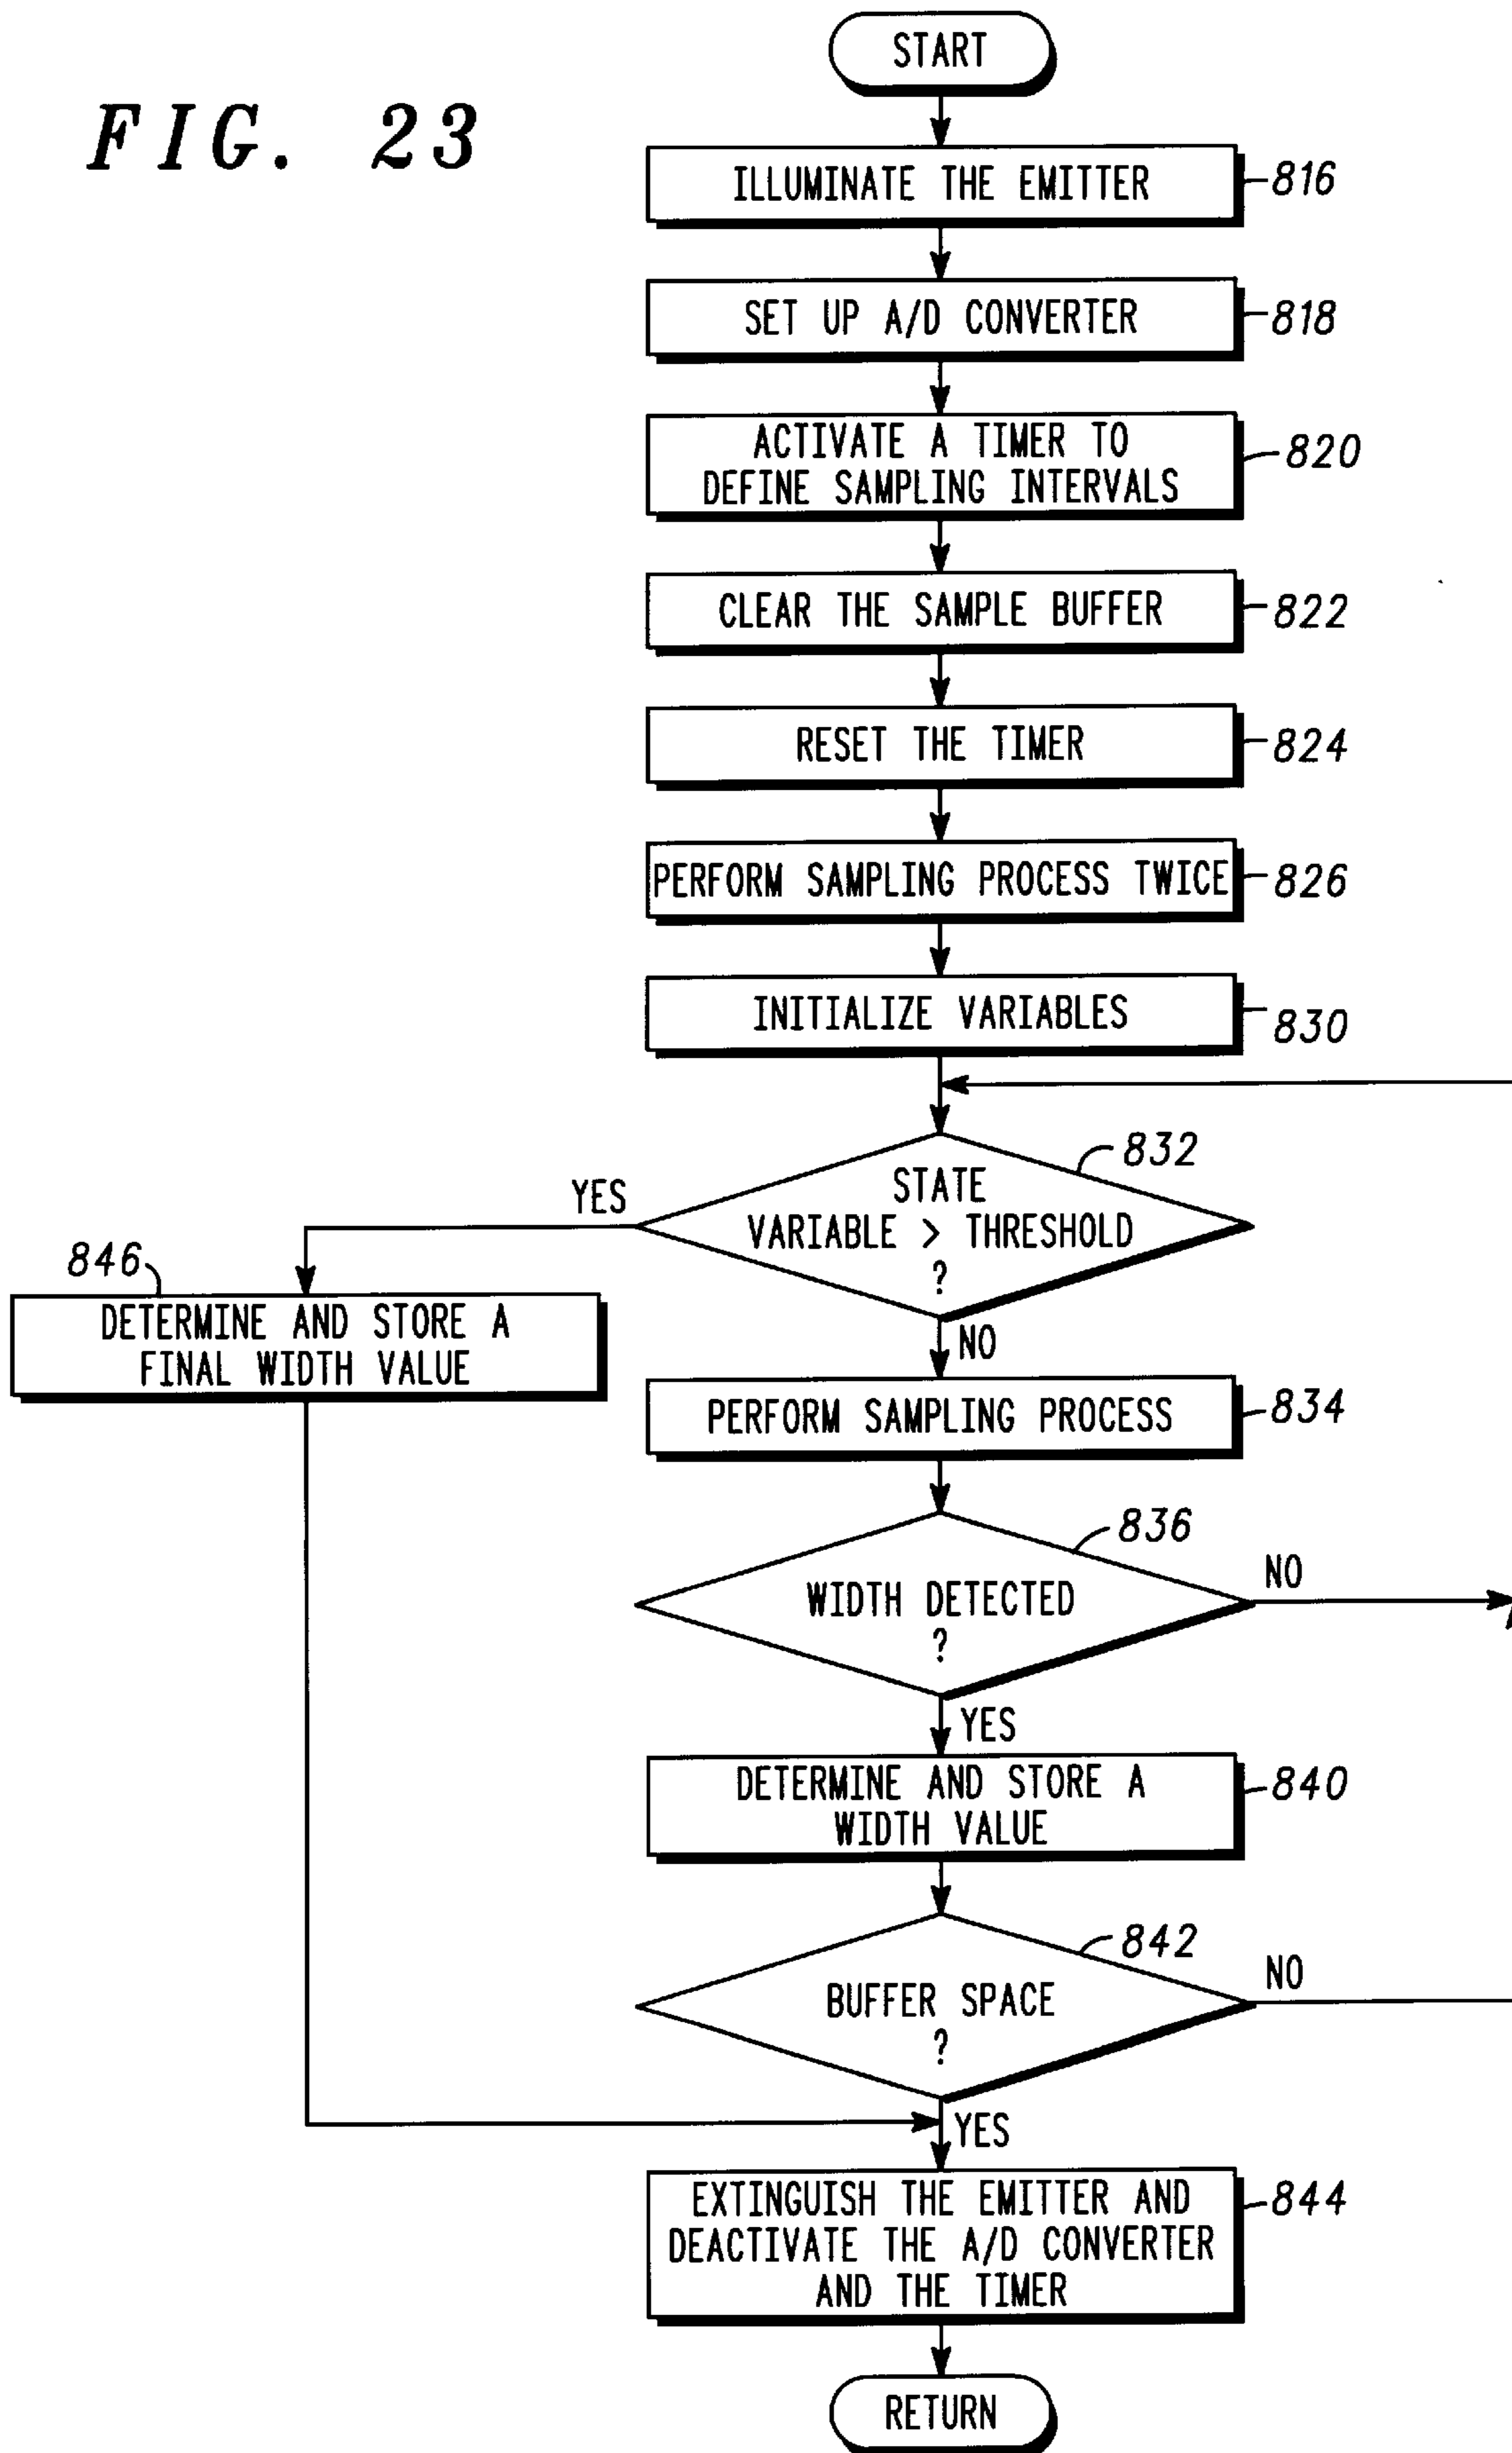 FIG. 23
START
ILLUMINATE THE EMITTER
816
SET UP A/D CONVERTER
818
ACTIVATE A TIMER TO
DEFINE SAMPLING INTERVALS
820
CLEAR THE SAMPLE BUFFER
822
RESET THE TIMER
824
PERFORM SAMPLING PROCESS TWICE
826
INITIALIZE VARIABLES
830
832
STATE
VARIABLE > THRESHOLD
?
YES
NO
846
DETERMINE AND STORE A
FINAL WIDTH VALUE
PERFORM SAMPLING PROCESS
834
836
WIDTH DETECTED
?
NO
YES
DETERMINE AND STORE A
WIDTH VALUE
840
842
BUFFER SPACE
?
NO
YES
EXTINGUISH THE EMITTER AND
DEACTIVATE THE A/D CONVERTER
AND THE TIMER
844
RETURN